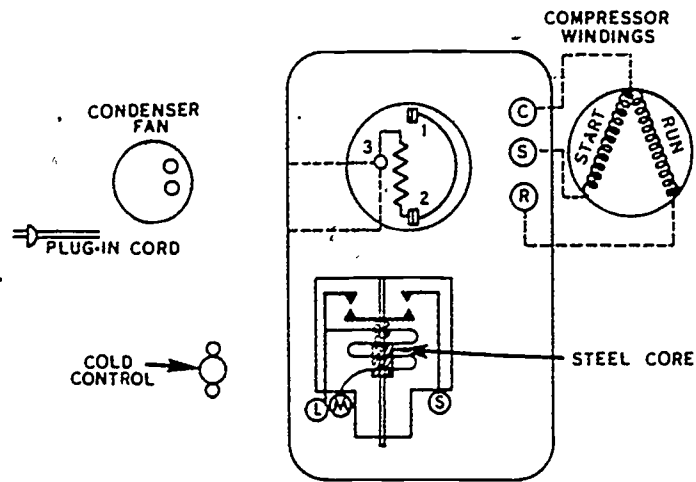 COMPRESSOR
WINDINGS
CONDENSER
FAN
1
3
2
C
S
R
START
RUN
PLUG-IN CORD
COLD
CONTROL
STEEL CORE
L
M
S